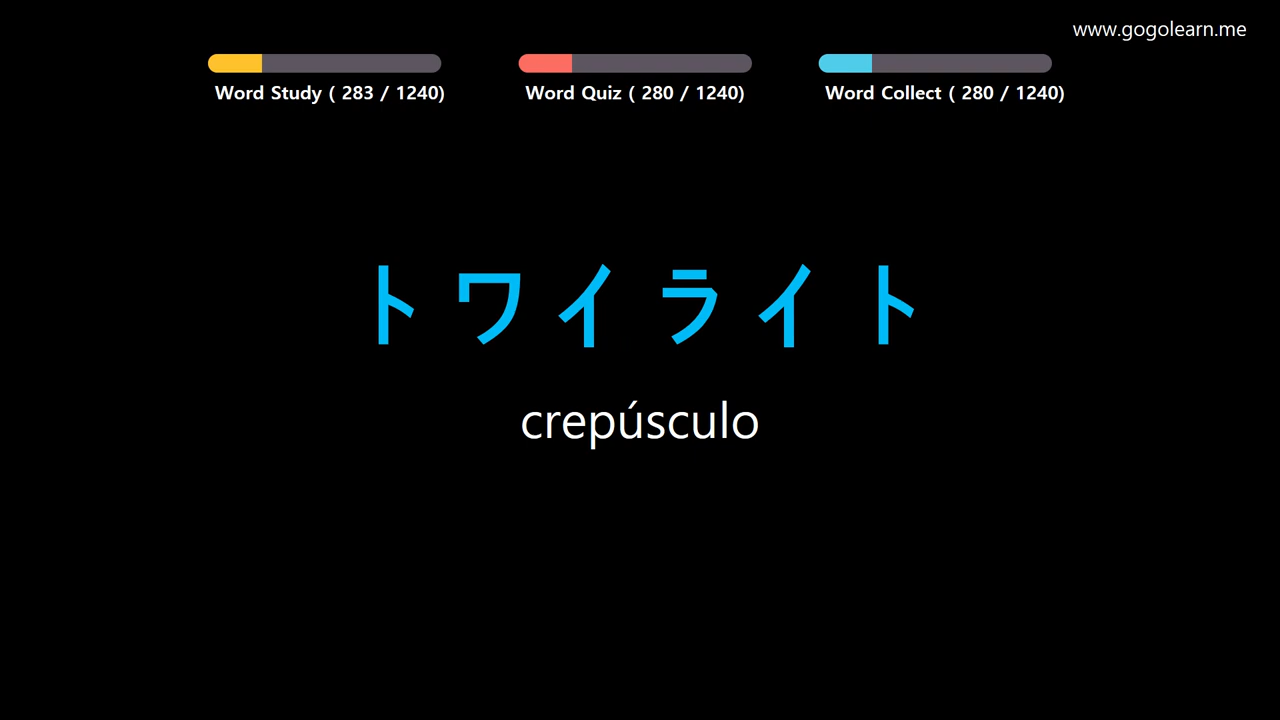 www.gogolearn.me
Word Study ( 283 / 1240)
Word Quiz ( 280 / 1240)
Word Collect ( 280 / 1240)
トワイライト
crepúsculo